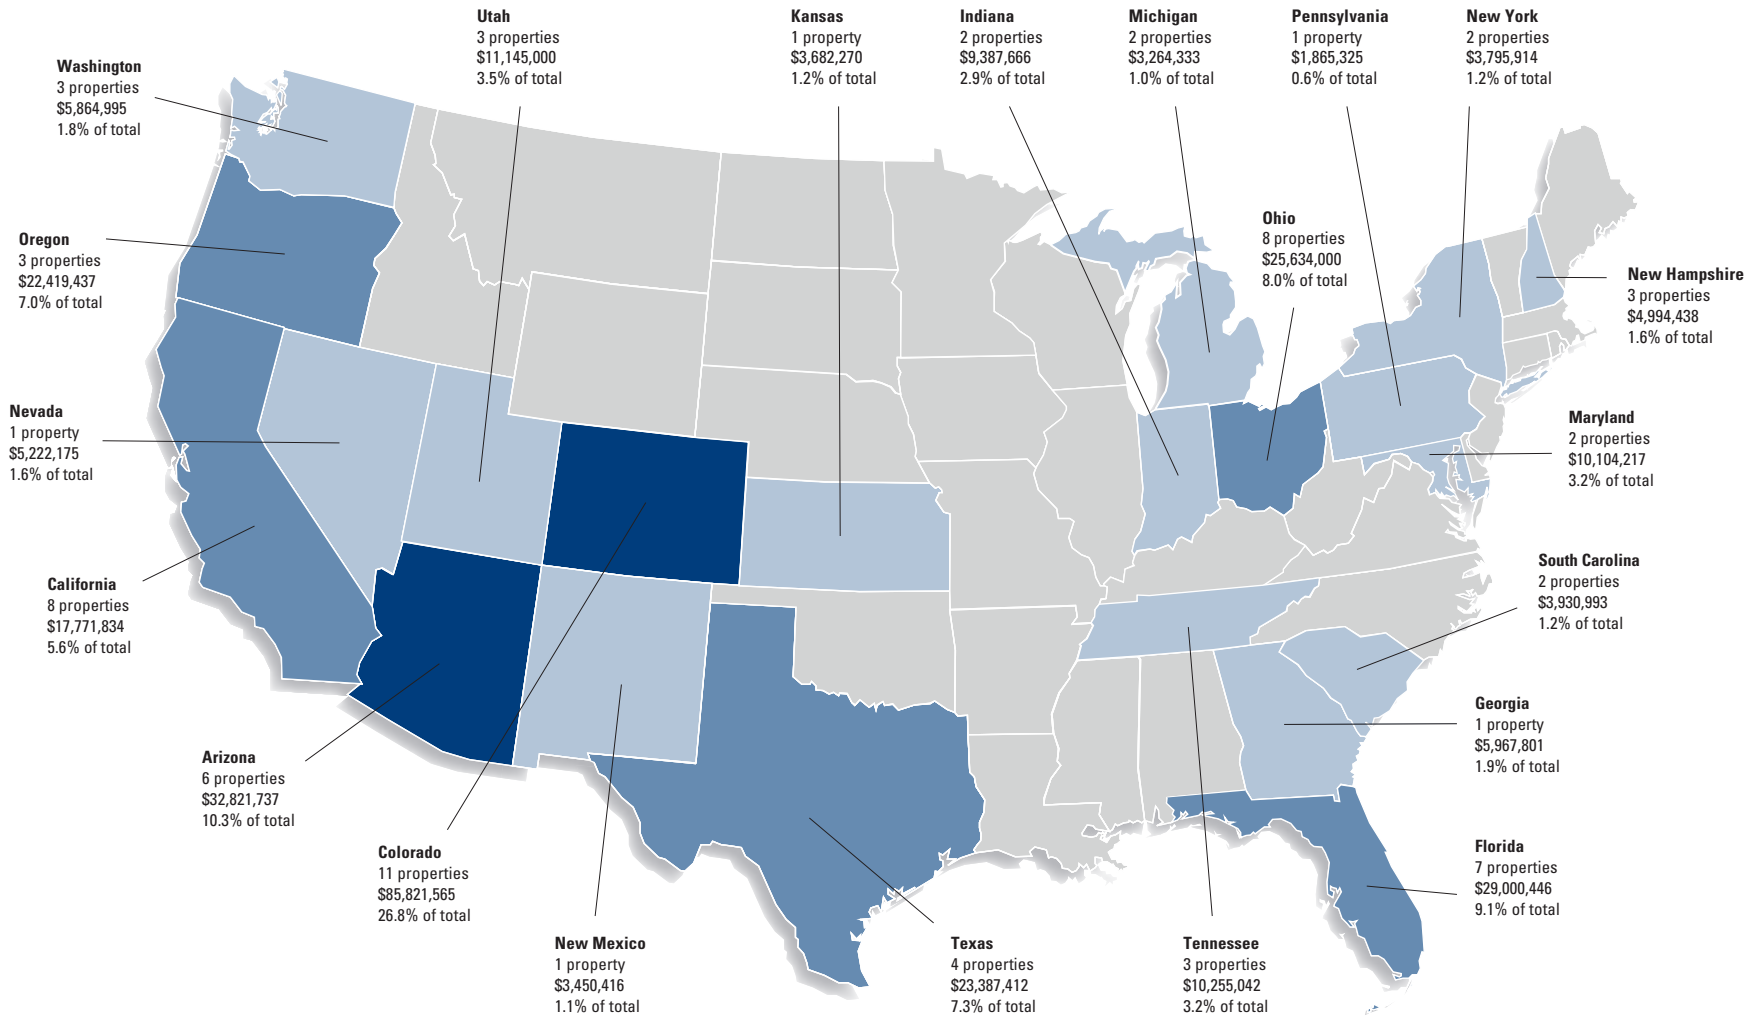 Utah
3 properties
$11,145,000
3.5% of total
Kansas
1 property
$3,682,270
1.2% of total
Indiana
2 properties
$9,387,666
2.9% of total
Michigan
2 properties
$3,264,333
1.0% of total
Pennsylvania
1 property
$1,865,325
0.6% of total
New York
2 properties
$3,795,914
1.2% of total
Washington
3 properties
$5,864,995
1.8% of total
Ohio
8 properties
$25,634,000
8.0% of total
Oregon
3 properties
$22,419,437
7.0% of total
New Hampshire
3 properties
$4,994,438
1.6% of total
Nevada
1 property
$5,222,175
1.6% of total
Maryland
2 properties
$10,104,217
3.2% of total
South Carolina
2 properties
$3,930,993
1.2% of total
California
8 properties
$17,771,834
5.6% of total
Georgia
1 property
$5,967,801
1.9% of total
Arizona
6 properties
$32,821,737
10.3% of total
Colorado
11 properties
$85,821,565
26.8% of total
Florida
7 properties
$29,000,446
9.1% of total
New Mexico
1 property
$3,450,416
1.1% of total
Texas
4 properties
$23,387,412
7.3% of total
Tennessee
3 properties
$10,255,042
3.2% of total